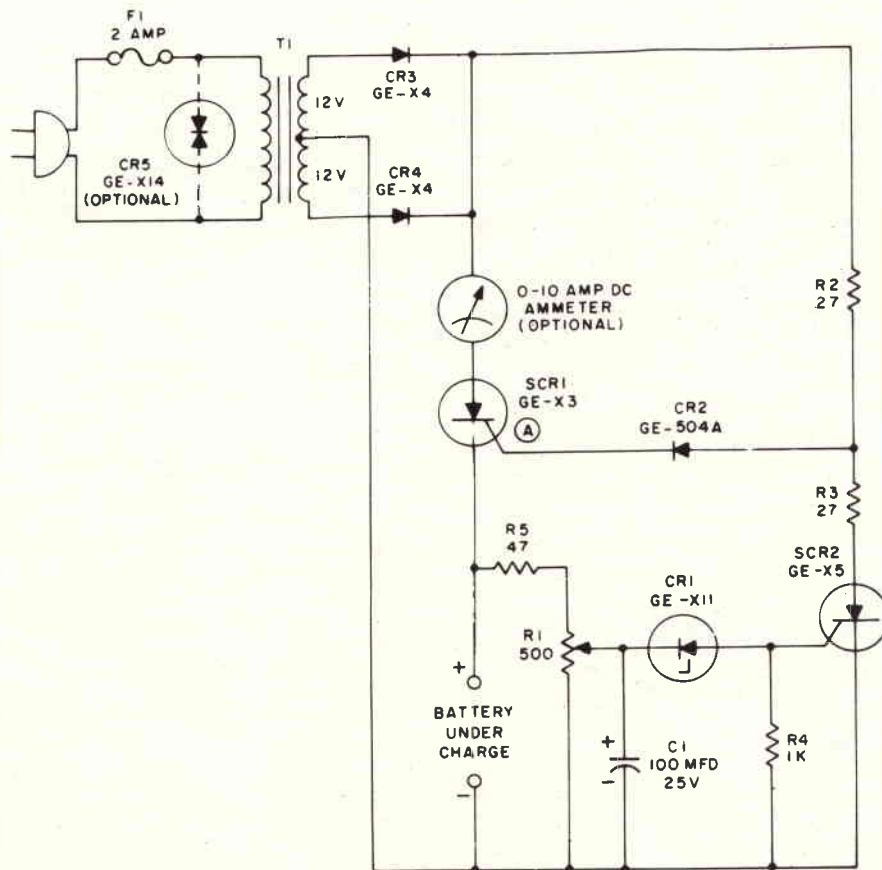 F1
2 AMP
T1
CR5
GE-X14
(OPTIONAL)
12V
12V
CR3
GE-X4
CR4
GE-X4
0-10 AMP DC
AMMETER
(OPTIONAL)
R2
27
SCR1
GE-X3
A
CR2
GE-504A
R3
27
R5
47
SCR2
GE-X5
CR1
GE-X11
R1
500
+
BATTERY
UNDER
CHARGE
-
+
-
C1
100 MFD
25V
R4
1K